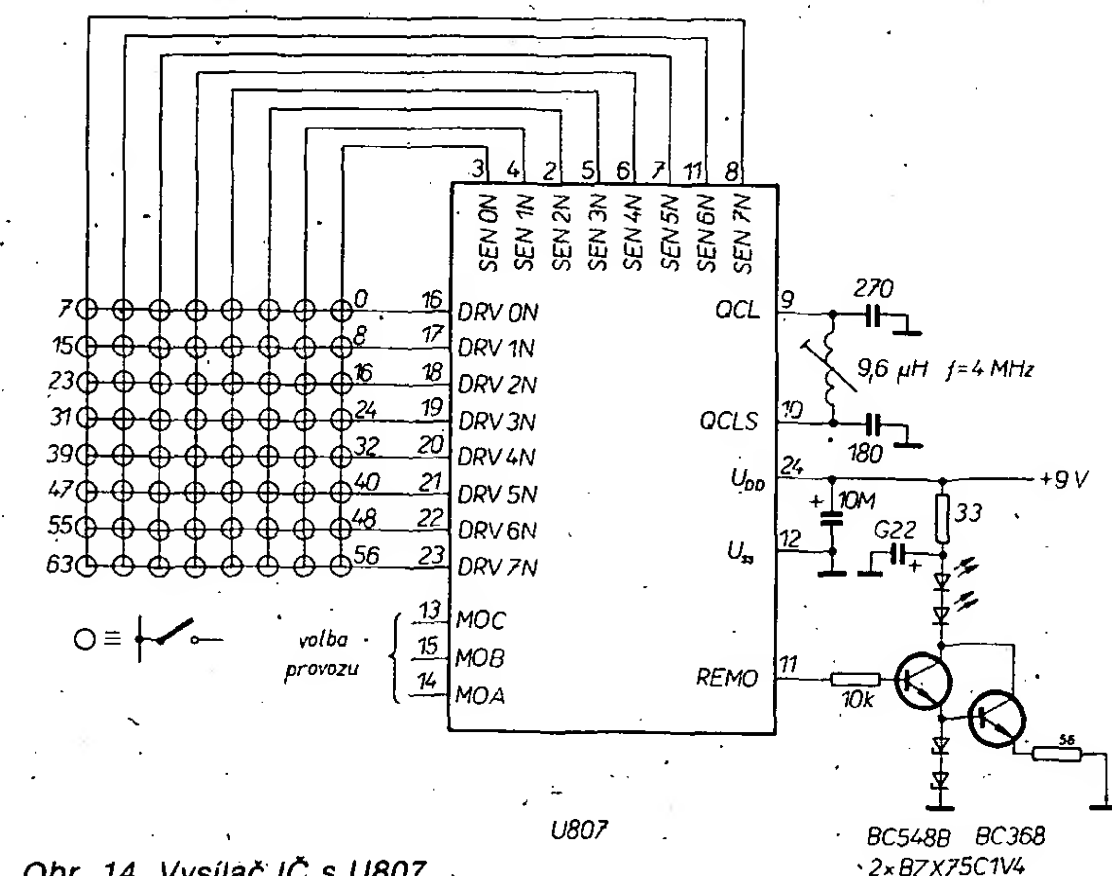 3 4 2 5 6 7 11 8
SEN 0N SEN 1N SEN 2N SEN 3N SEN 4N SEN 5N SEN 6N SEN 7N
7 0 16 DRV 0N
15 8 17 DRV 1N
23 16 18 DRV 2N
31 24 19 DRV 3N
39 32 20 DRV 4N
47 40 21 DRV 5N
55 48 22 DRV 6N
63 56 23 DRV 7N
QCL 9 270
9,6 μH f=4 MHz
QCLS 10 180
U_DD 24 +9V
10M
G22 33
U_ss 12
volba
provozu
13 MOC
15 MOB
14 MOA
REMO 11 10k
56
U807
BC548B BC368
2×BZX75C1V4
Obr. 14. Vysílač IČ s U807